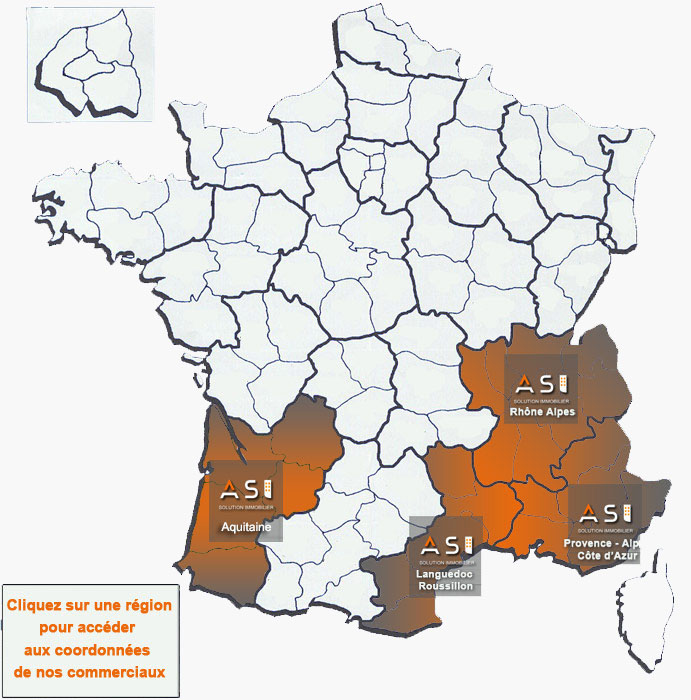 ASI
SOLUTION IMMOBILIER
Rhône Alpes
ASI
SOLUTION IMMOBILIER
Aquitaine
ASI
SOLUTION IMMOBILIER
Provence - Alp
Côte d'Azur
ASI
SOLUTION IMMOBILIER
Languedoc
Roussillon
Cliquez sur une région
pour accéder
aux coordonnées
de nos commerciaux